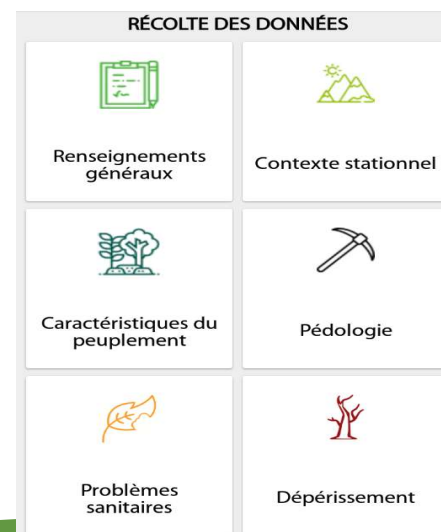 RÉCOLTE DES DONNÉES
Renseignements
généraux
Contexte stationnel
Caractéristiques du
peuplement
Pédologie
Problèmes
sanitaires
Dépérissement